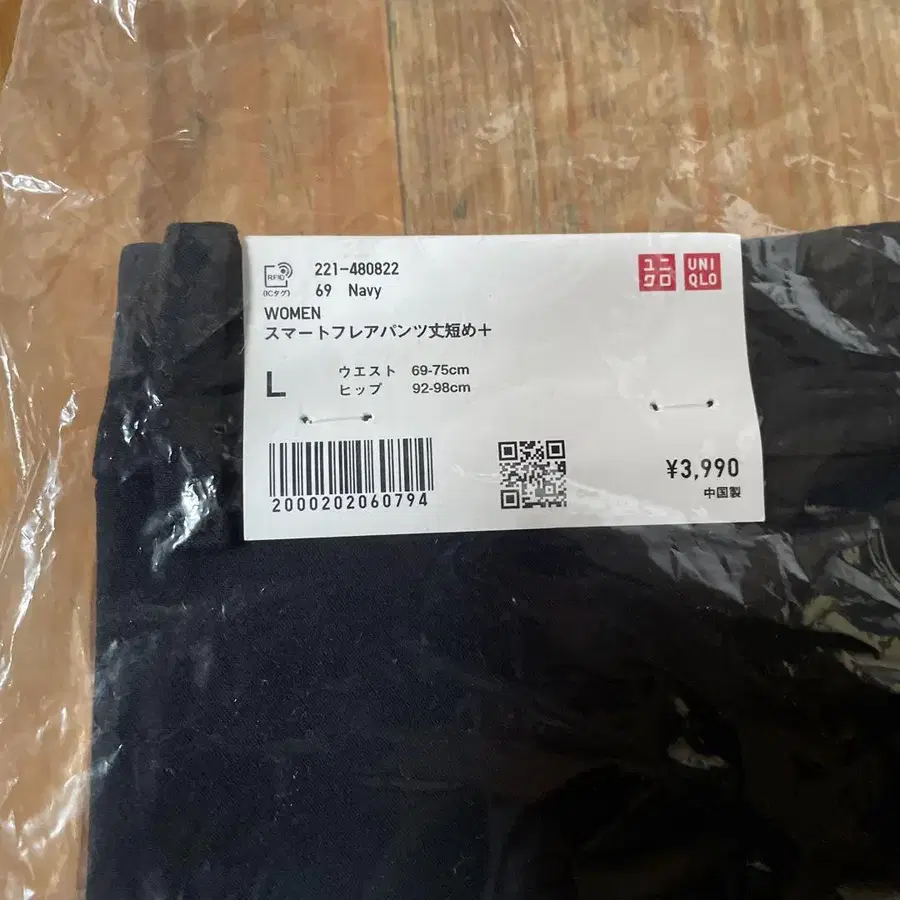 221-480822
RFID
(ICタグ)
69 Navy
ユニ
クロ
UNI
QLO
WOMEN
スマートフレアパンツ丈短め+
L
ウエスト 69-75cm
ヒップ 92-98cm
2000202060794
¥3,990
中国製